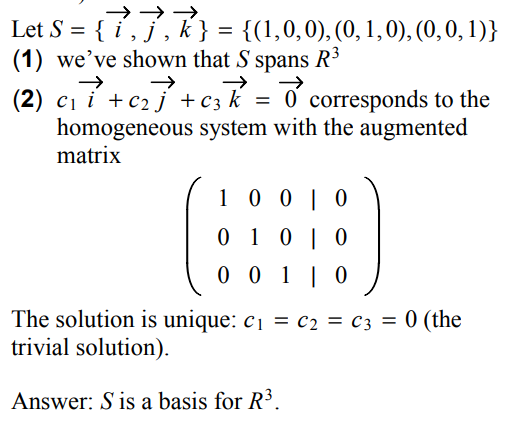 Let S = { i⃗ , j⃗ , k⃗ } = {(1,0,0), (0,1,0), (0,0,1)}
(1) we've shown that S spans R³
(2) c₁ i⃗ + c₂ j⃗ + c₃ k⃗ = 0⃗ corresponds to the
homogeneous system with the augmented
matrix
1 0 0 | 0
0 1 0 | 0
0 0 1 | 0
The solution is unique: c₁ = c₂ = c₃ = 0 (the
trivial solution).
Answer: S is a basis for R³.